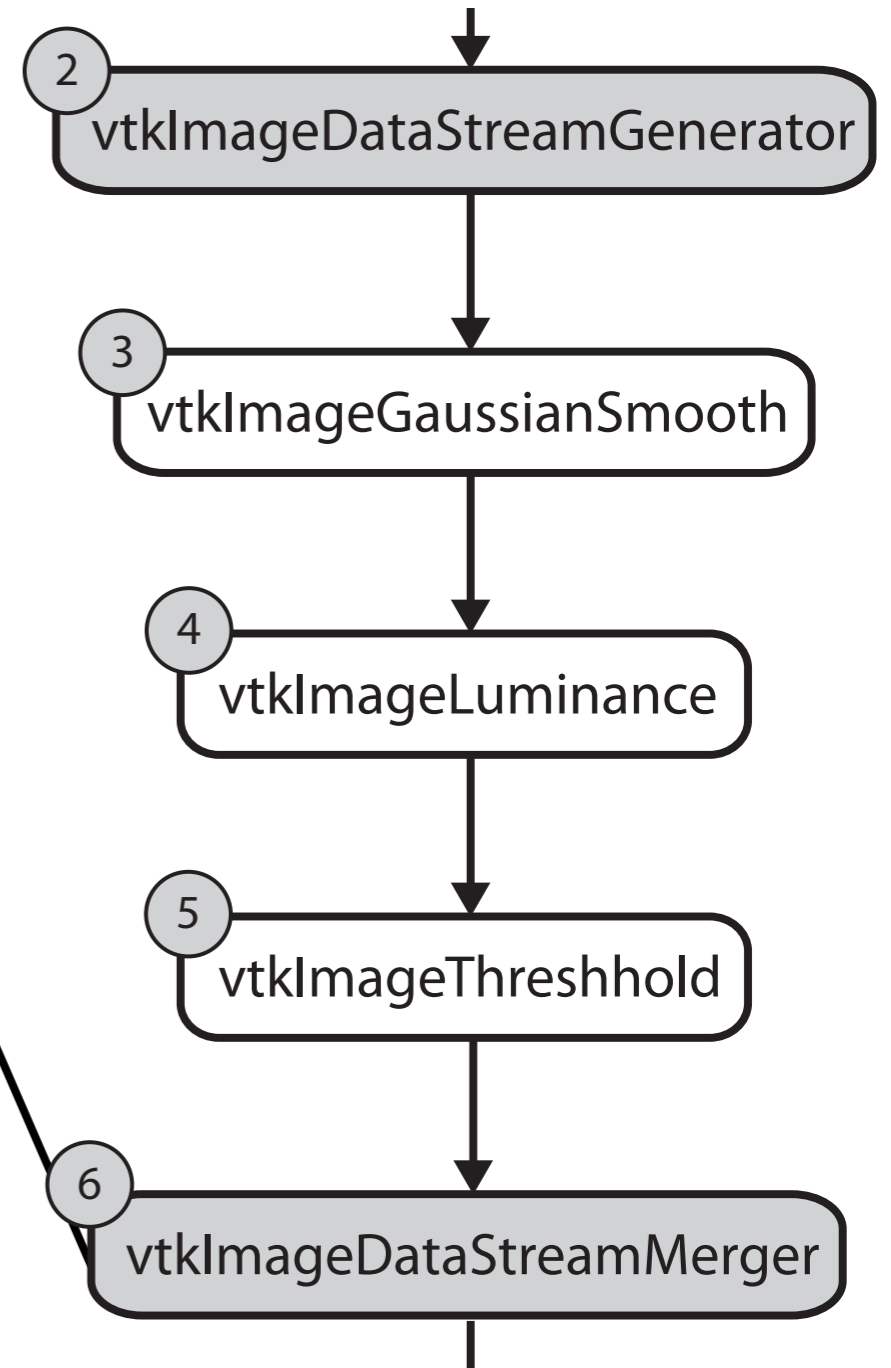 2
vtkImageDataStreamGenerator
3
vtkImageGaussianSmooth
4
vtkImageLuminance
5
vtkImageThreshhold
6
vtkImageDataStreamMerger